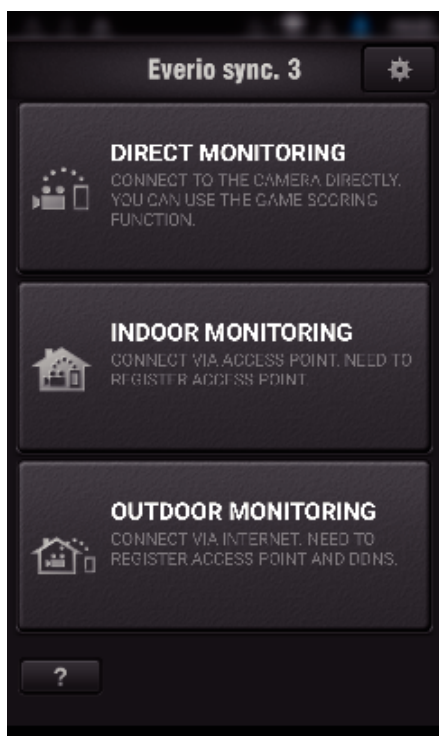 Everio sync. 3
DIRECT MONITORING
CONNECT TO THE CAMERA DIRECTLY.
YOU CAN USE THE GAME SCORING
FUNCTION.
INDOOR MONITORING
CONNECT VIA ACCESS POINT. NEED TO
REGISTER ACCESS POINT.
OUTDOOR MONITORING
CONNECT VIA INTERNET. NEED TO
REGISTER ACCESS POINT AND DDNS.
?